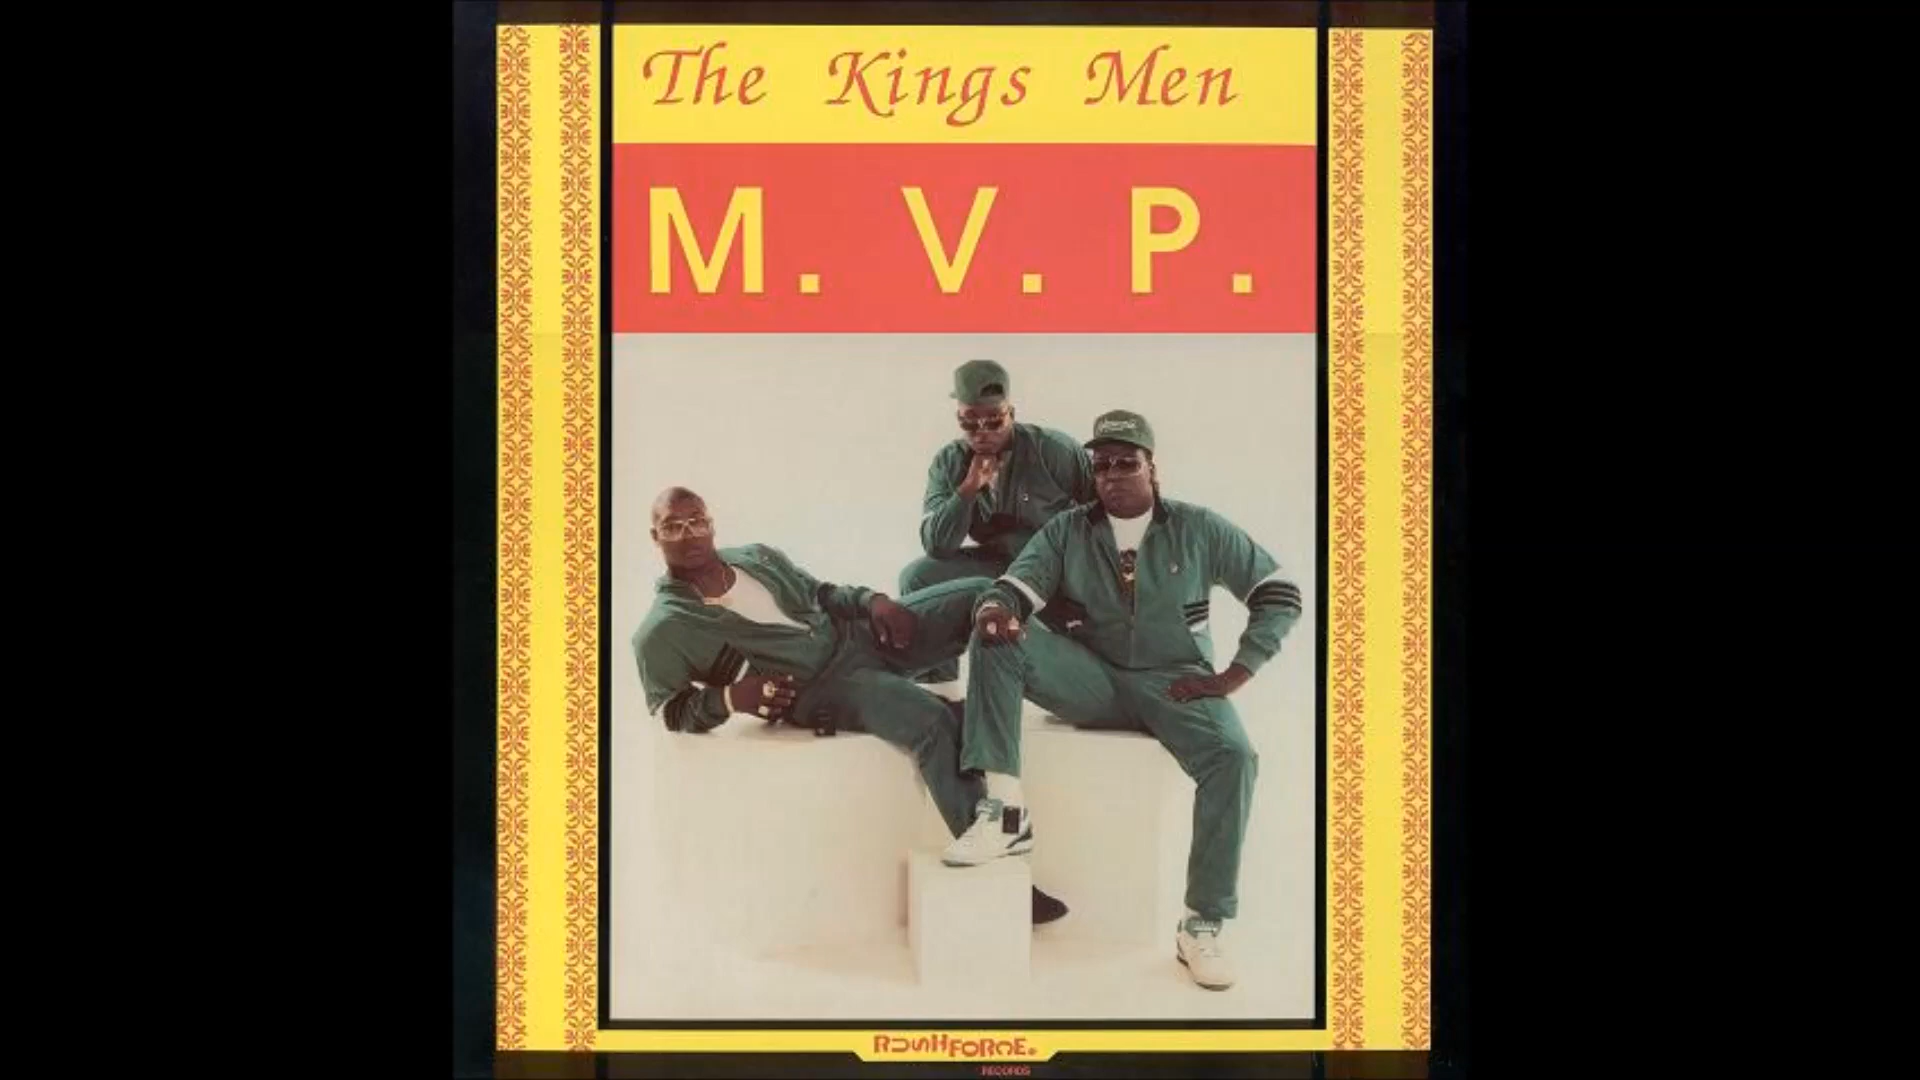 The Kings Men
M. V. P.
RUSHFORCE.
RECORDS